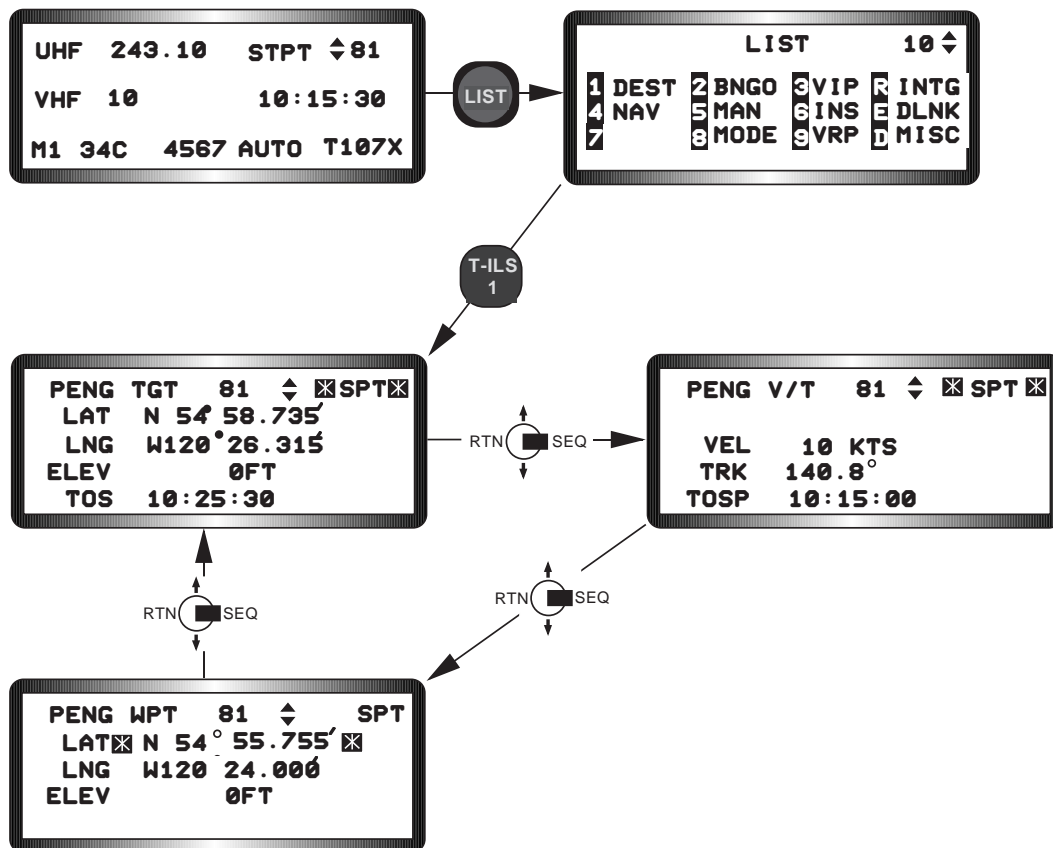 UHF 243.10 STPT 81
VHF 10 10:15:30
M1 34C 4567 AUTO T107X
LIST
LIST 10
1 DEST 2 BNGO 3 VIP R INTG
4 NAV 5 MAN 6 INS E DLNK
7 8 MODE 9 VRP D MISC
T-ILS
1
PENG TGT 81 SPT
LAT N 54° 58.735′
LNG W120° 26.315′
ELEV 0FT
TOS 10:25:30
RTN SEQ
PENG V/T 81 SPT
VEL 10 KTS
TRK 140.8°
TOSP 10:15:00
RTN SEQ
RTN SEQ
PENG WPT 81 SPT
LAT N 54° 55.755′
LNG W120 24.000′
ELEV 0FT